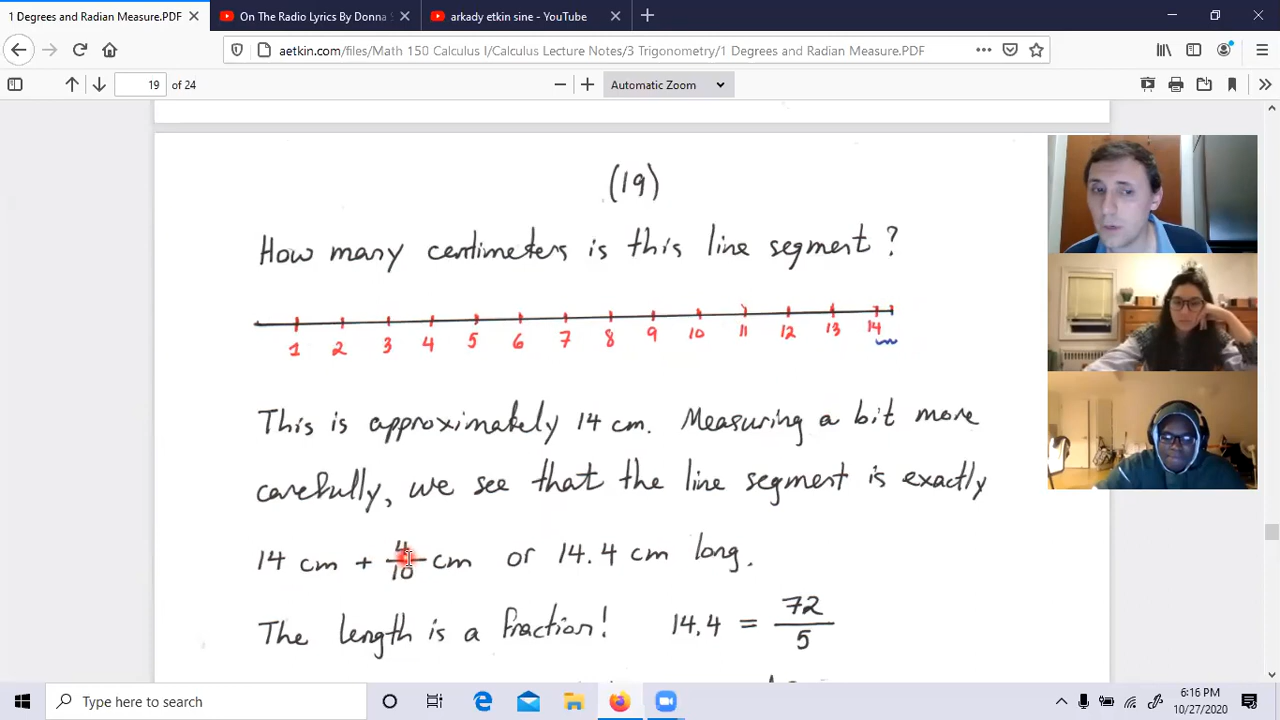 1 Degrees and Radian Measure.PDF
On The Radio Lyrics By Donna
arkady etkin sine - YouTube
aetkin.com/files/Math 150 Calculus I/Calculus Lecture Notes/3 Trigonometry/1 Degrees and Radian Measure.PDF
19 of 24
Automatic Zoom
(19)
How many centimeters is this line segment?
1 2 3 4 5 6 7 8 9 10 11 12 13 14
This is approximately 14 cm. Measuring a bit more
carefully, we see that the line segment is exactly
14 cm + 4/10 cm or 14.4 cm long.
The length is a fraction! 14.4 = 72/5
Type here to search
6:16 PM
10/27/2020